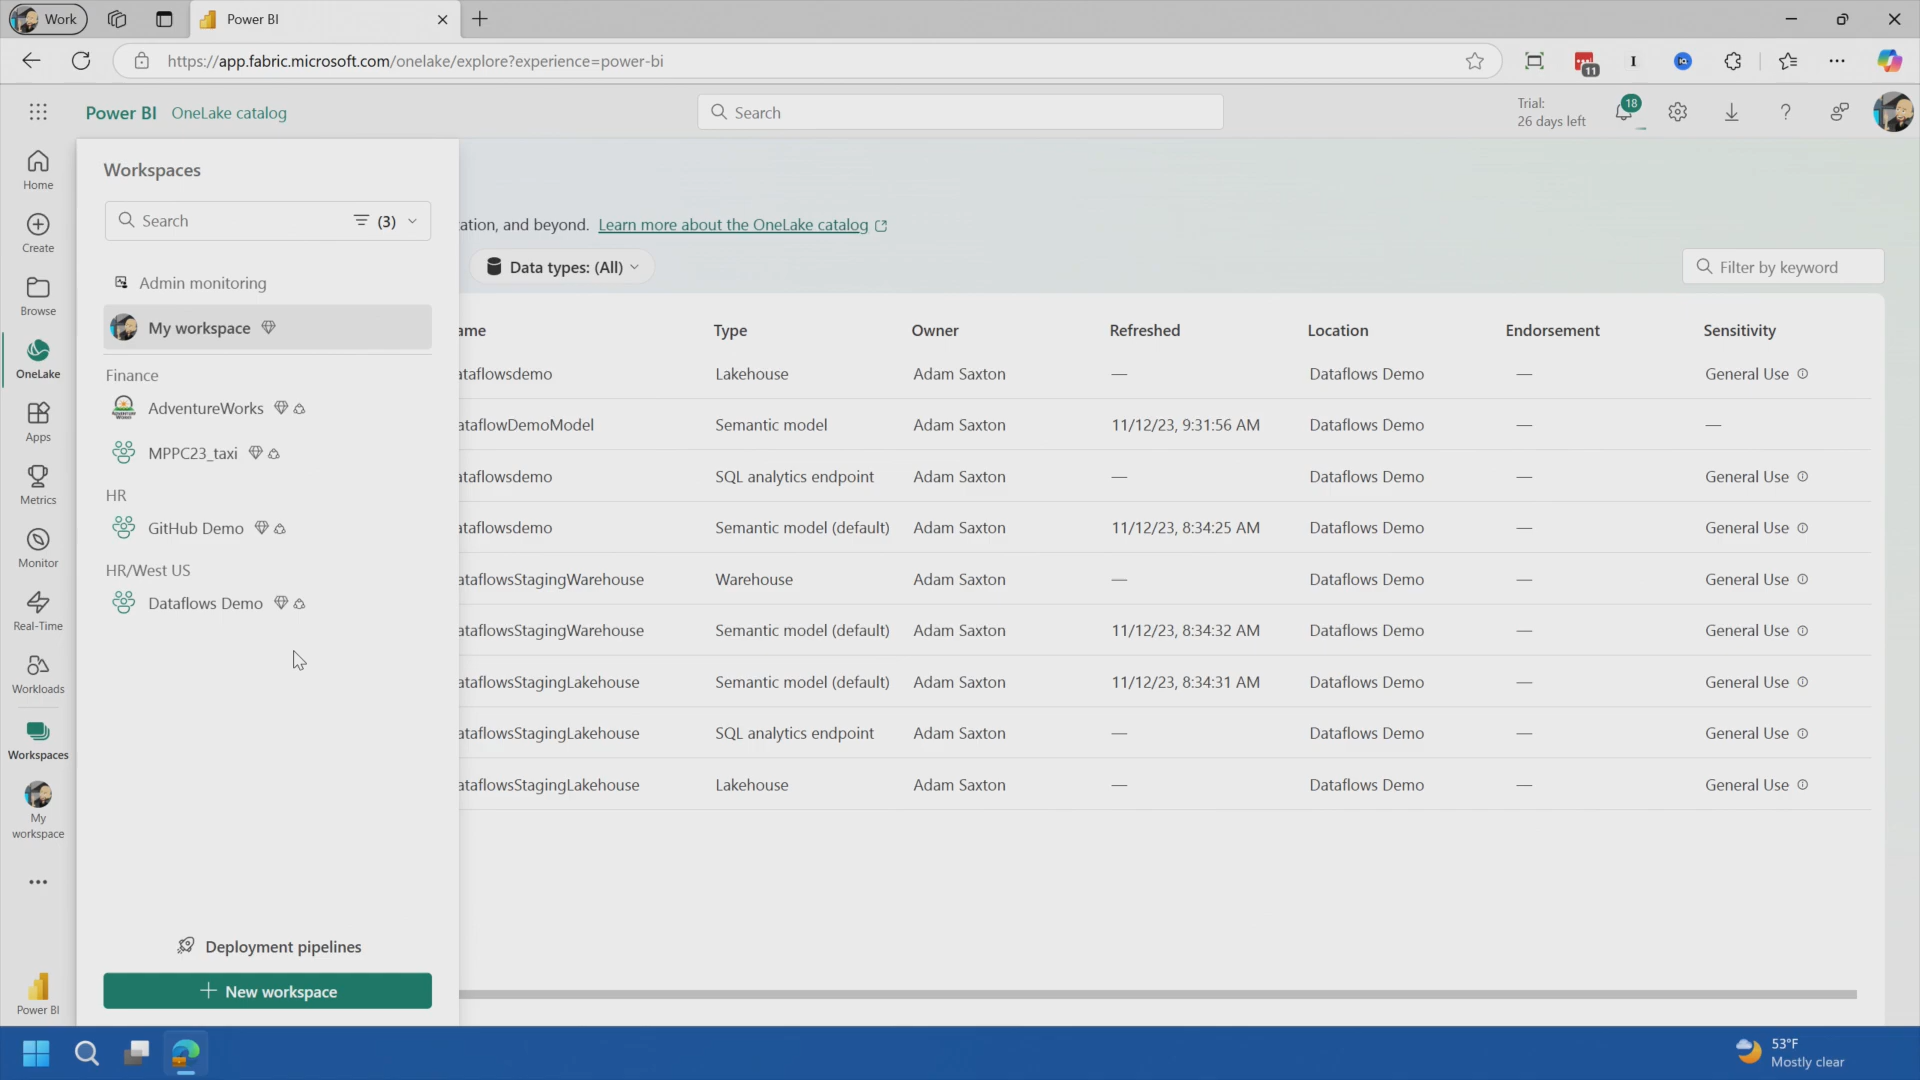 Work
Power BI
https://app.fabric.microsoft.com/onelake/explore?experience=power-bi
11
Power BI OneLake catalog
Search
Trial:
26 days left
18
Home
Create
Browse
OneLake
Apps
Metrics
Monitor
Real-Time
Workloads
Workspaces
My
workspace
Power BI
Workspaces
Search
(3)
Admin monitoring
My workspace
Finance
AdventureWorks
MPPC23_taxi
HR
GitHub Demo
HR/West US
Dataflows Demo
Deployment pipelines
New workspace
ation, and beyond. Learn more about the OneLake catalog
Data types: (All)
Filter by keyword
ame Type Owner Refreshed Location Endorsement Sensitivity
ataflowsdemo Lakehouse Adam Saxton — Dataflows Demo — General Use
ataflowDemoModel Semantic model Adam Saxton 11/12/23, 9:31:56 AM Dataflows Demo — —
ataflowsdemo SQL analytics endpoint Adam Saxton — Dataflows Demo — General Use
ataflowsdemo Semantic model (default) Adam Saxton 11/12/23, 8:34:25 AM Dataflows Demo — General Use
ataflowsStagingWarehouse Warehouse Adam Saxton — Dataflows Demo — General Use
ataflowsStagingWarehouse Semantic model (default) Adam Saxton 11/12/23, 8:34:32 AM Dataflows Demo — General Use
ataflowsStagingLakehouse Semantic model (default) Adam Saxton 11/12/23, 8:34:31 AM Dataflows Demo — General Use
ataflowsStagingLakehouse SQL analytics endpoint Adam Saxton — Dataflows Demo — General Use
ataflowsStagingLakehouse Lakehouse Adam Saxton — Dataflows Demo — General Use
53°F
Mostly clear